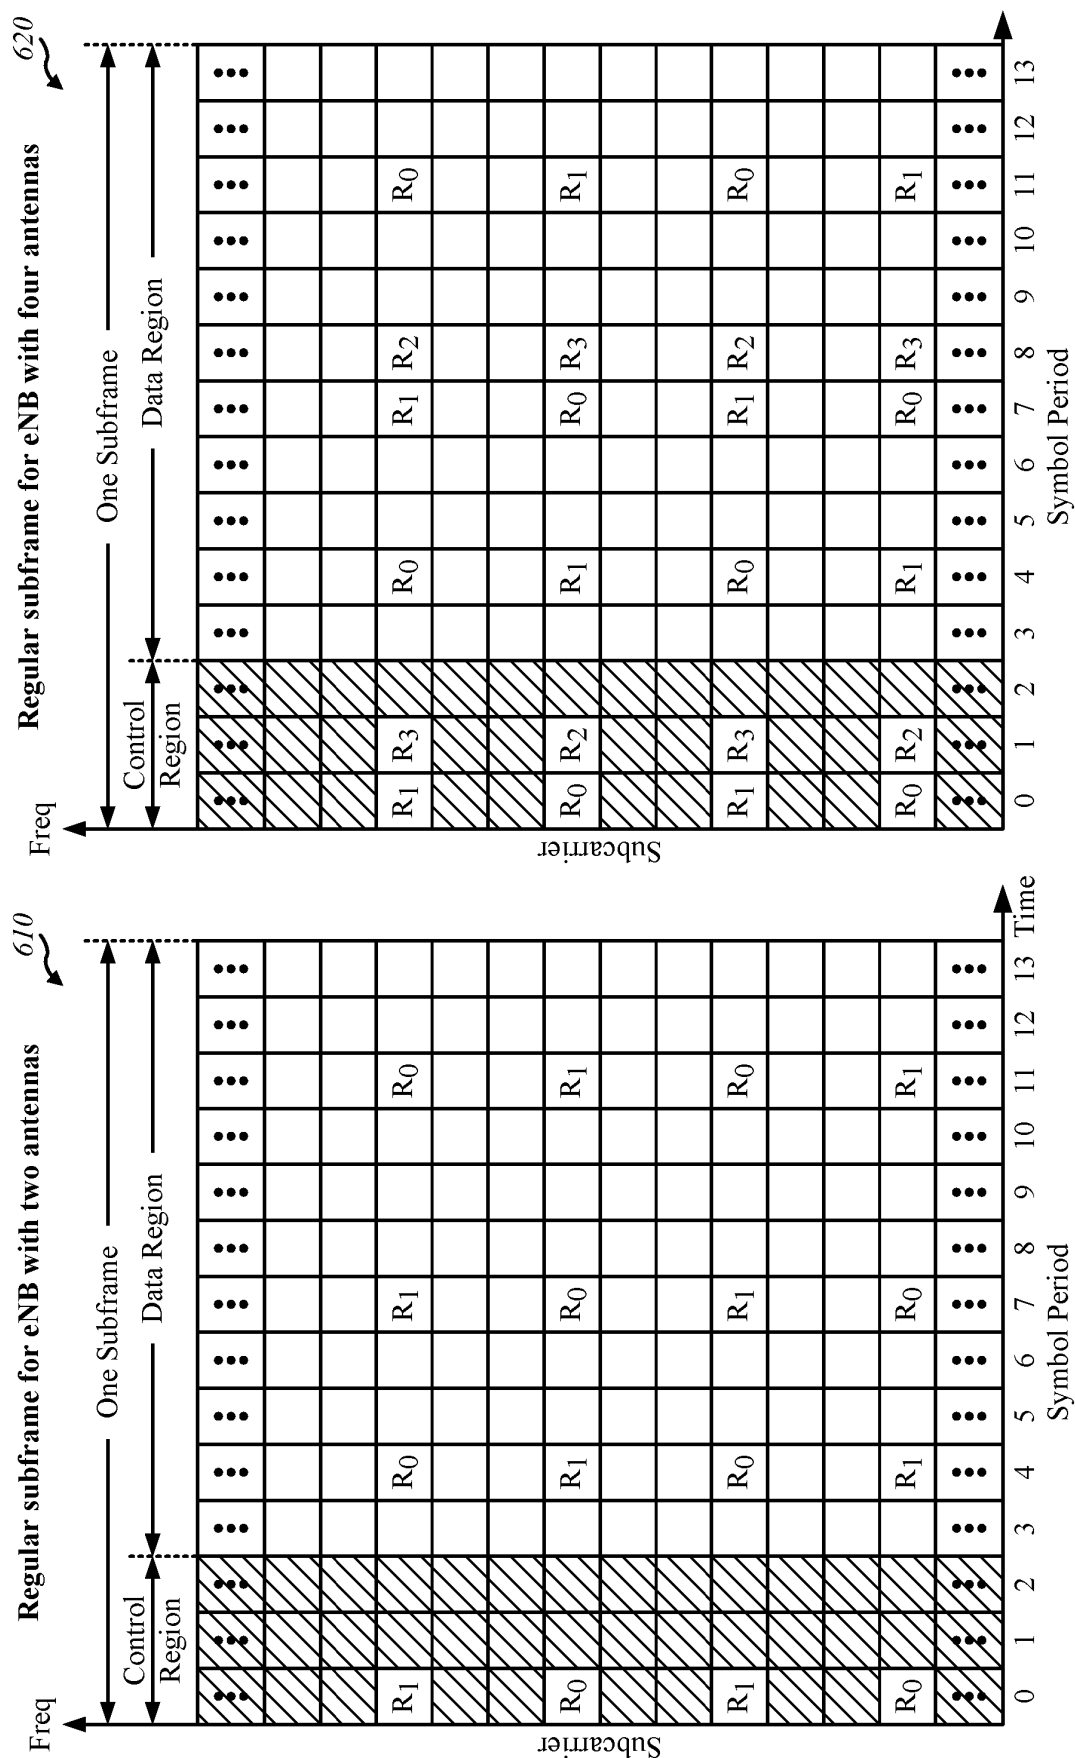 Regular subframe for eNB with two antennas
610
One Subframe
Control Region
Data Region
Freq
Subcarrier
••• ••• ••• ••• ••• ••• ••• ••• ••• ••• ••• ••• ••• •••
R1 R0 R1 R0
R0 R1 R0 R1
R1 R0 R1 R0
R0 R1 R0 R1
••• ••• ••• ••• ••• ••• ••• ••• ••• ••• ••• ••• ••• •••
0 1 2 3 4 5 6 7 8 9 10 11 12 13
Time
Symbol Period
Regular subframe for eNB with four antennas
620
One Subframe
Control Region
Data Region
Freq
Subcarrier
••• ••• ••• ••• ••• ••• ••• ••• ••• ••• ••• ••• ••• •••
R1 R3 R0 R1 R2 R0
R0 R2 R1 R0 R3 R1
R1 R3 R0 R1 R2 R0
R0 R2 R1 R0 R3 R1
••• ••• ••• ••• ••• ••• ••• ••• ••• ••• ••• ••• ••• •••
0 1 2 3 4 5 6 7 8 9 10 11 12 13
Symbol Period